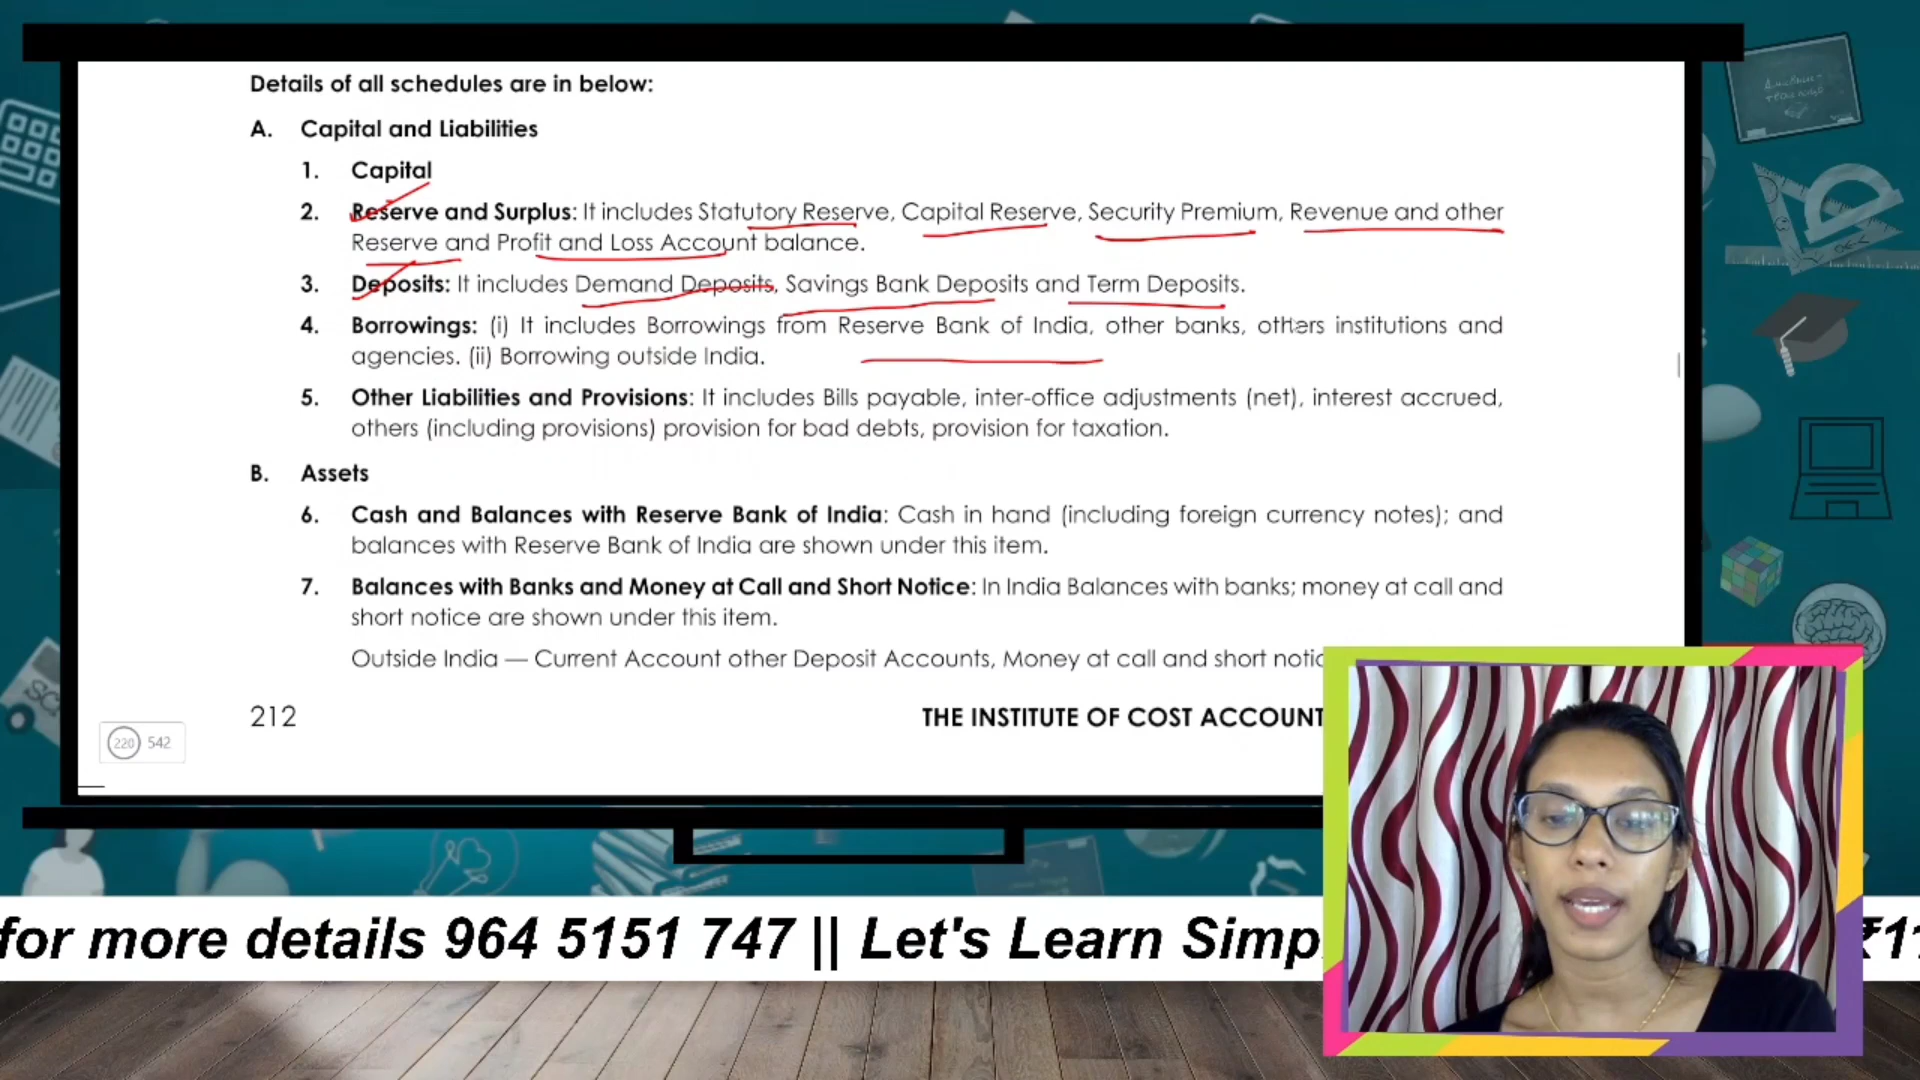 Details of all schedules are in below:
A. Capital and Liabilities
1. Capital
2. Reserve and Surplus: It includes Statutory Reserve, Capital Reserve, Security Premium, Revenue and other
Reserve and Profit and Loss Account balance.
3. Deposits: It includes Demand Deposits, Savings Bank Deposits and Term Deposits.
4. Borrowings: (i) It includes Borrowings from Reserve Bank of India, other banks, others institutions and
agencies. (ii) Borrowing outside India.
5. Other Liabilities and Provisions: It includes Bills payable, inter-office adjustments (net), interest accrued,
others (including provisions) provision for bad debts, provision for taxation.
B. Assets
6. Cash and Balances with Reserve Bank of India: Cash in hand (including foreign currency notes); and
balances with Reserve Bank of India are shown under this item.
7. Balances with Banks and Money at Call and Short Notice: In India Balances with banks; money at call and
short notice are shown under this item.
Outside India — Current Account other Deposit Accounts, Money at call and short
212 THE INSTITUTE OF COST
220 542
for more details 964 5151 747 || Let's Learn